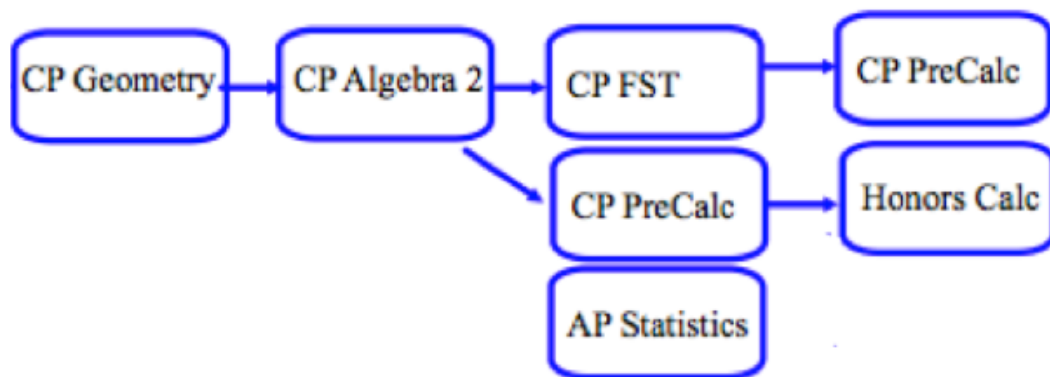 CP Geometry
CP Algebra 2
CP FST
CP PreCalc
CP PreCalc
Honors Calc
AP Statistics